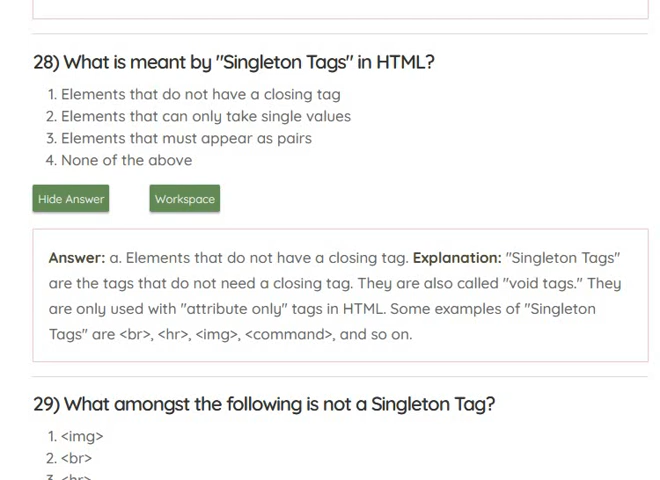 28) What is meant by "Singleton Tags" in HTML?
1. Elements that do not have a closing tag
2. Elements that can only take single values
3. Elements that must appear as pairs
4. None of the above
Hide Answer Workspace
Answer: a. Elements that do not have a closing tag. Explanation: "Singleton Tags"
are the tags that do not need a closing tag. They are also called "void tags." They
are only used with "attribute only" tags in HTML. Some examples of "Singleton
Tags" are <br>, <hr>, <img>, <command>, and so on.
29) What amongst the following is not a Singleton Tag?
1. <img>
2. <br>
3. <hr>